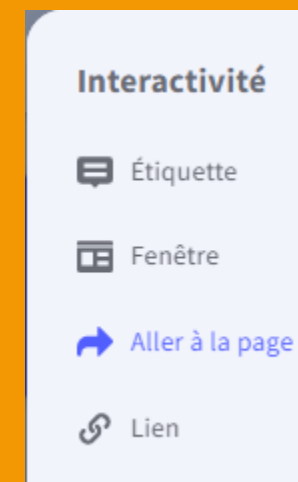 Interactivité
Étiquette
Fenêtre
Aller à la page
Lien